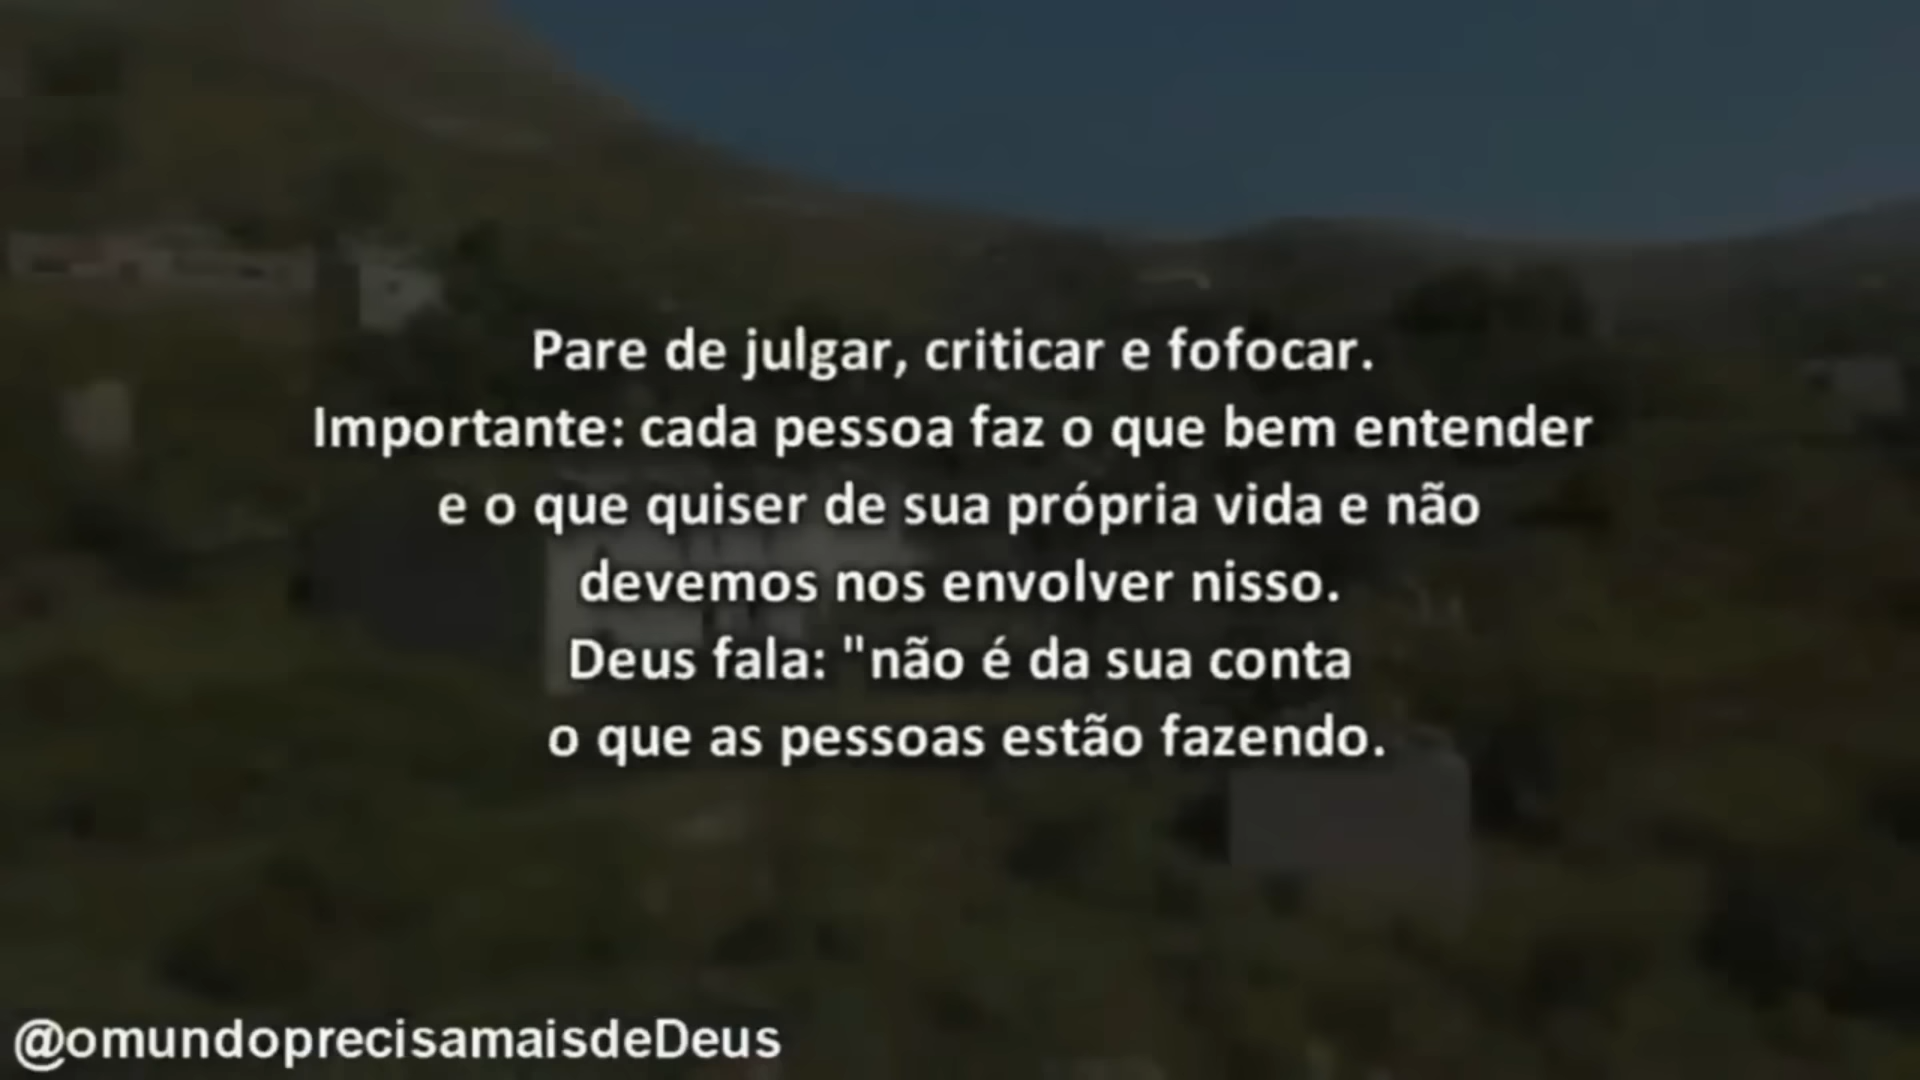 Pare de julgar, criticar e fofocar.
Importante: cada pessoa faz o que bem entender
e o que quiser de sua própria vida e não
devemos nos envolver nisso.
Deus fala: "não é da sua conta
o que as pessoas estão fazendo.
@omundoprecisamaisdeDeus